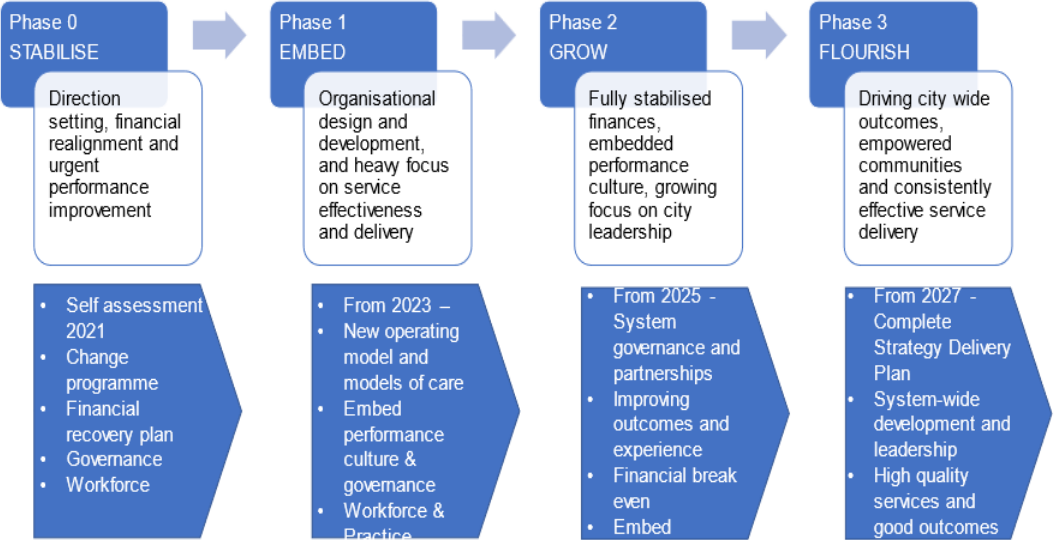 Phase 0
STABILISE
Direction
setting, financial
realignment and
urgent
performance
improvement
Phase 1
EMBED
Organisational
design and
development,
and heavy focus
on service
effectiveness
and delivery
Phase 2
GROW
Fully stabilised
finances,
embedded
performance
culture, growing
focus on city
leadership
Phase 3
FLOURISH
Driving city wide
outcomes,
empowered
communities
and consistently
effective service
delivery
• Self assessment
2021
• Change
programme
• Financial
recovery plan
• Governance
• Workforce
• From 2023 –
• New operating
model and
models of care
• Embed
performance
culture &
governance
• Workforce &
Practice
• From 2025 -
System
governance and
partnerships
• Improving
outcomes and
experience
• Financial break
even
• Embed
• From 2027 -
Complete
Strategy Delivery
Plan
• System-wide
development and
leadership
• High quality
services and
good outcomes